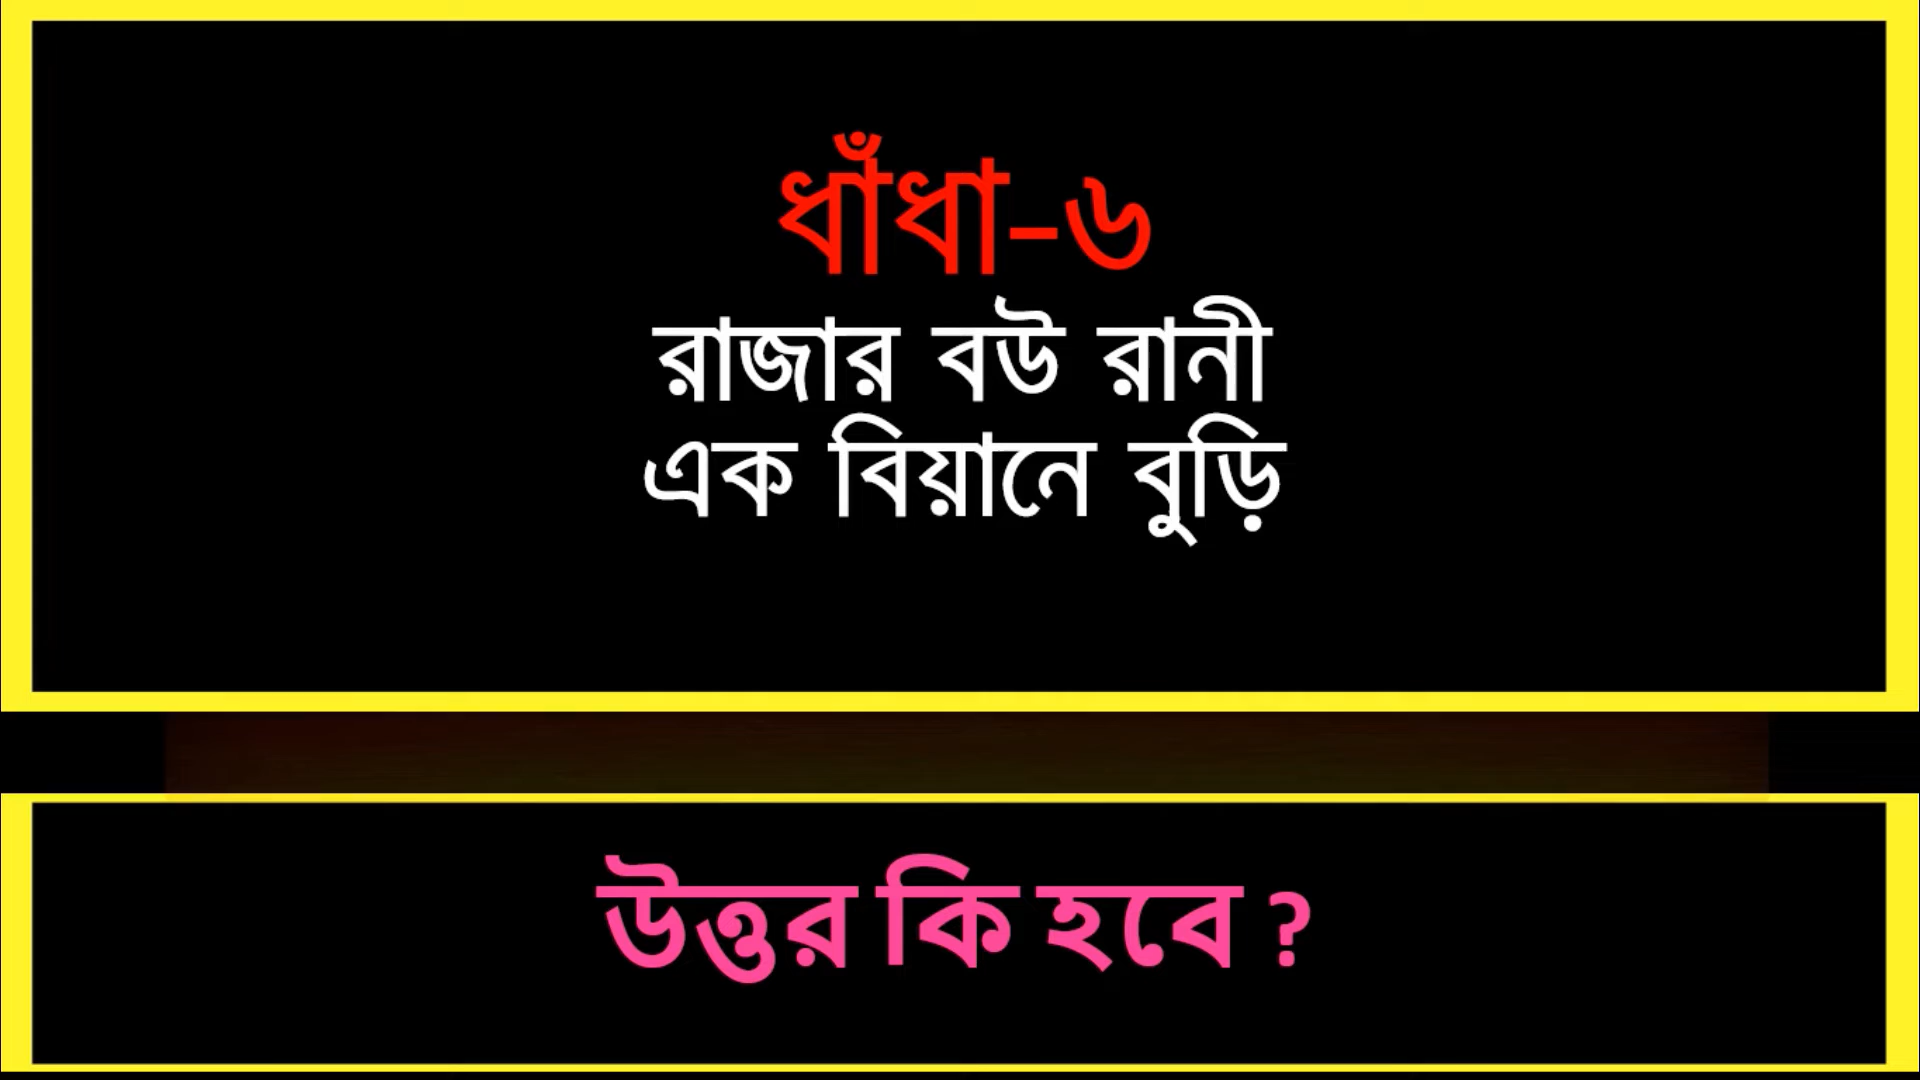 ধাঁধা-৬
রাজার বউ রানী
এক বিয়ানে বুড়ি
উত্তর কি হবে ?